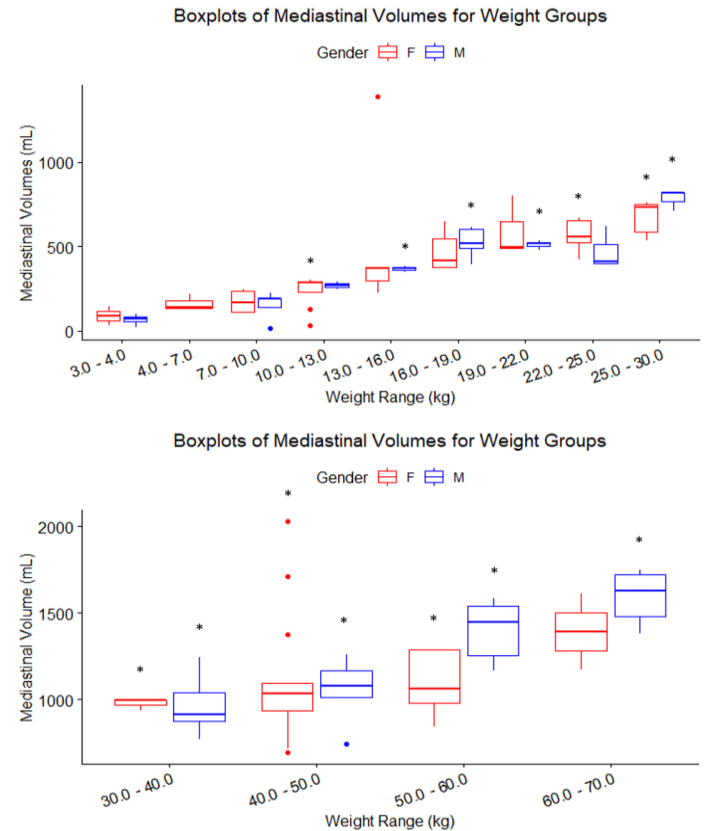 Boxplots of Mediastinal Volumes for Weight Groups
Gender F M
Mediastinal Volumes (mL)
1000
500
0
* * * * * * *
3.0 - 4.0 4.0 - 7.0 7.0 - 10.0 10.0 - 13.0 13.0 - 16.0 16.0 - 19.0 19.0 - 22.0 22.0 - 25.0 25.0 - 30.0
Weight Range (kg)
Boxplots of Mediastinal Volumes for Weight Groups
Gender F M
Mediastinal Volume (mL)
2000
1500
1000
* * * * * * *
30.0 - 40.0 40.0 - 50.0 50.0 - 60.0 60.0 - 70.0
Weight Range (kg)